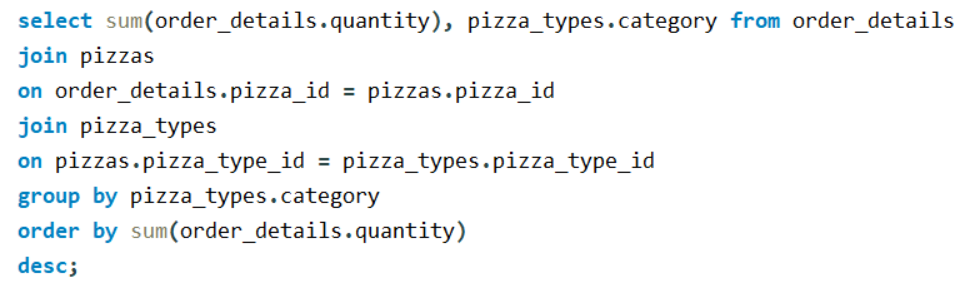 select sum(order_details.quantity), pizza_types.category from order_details
join pizzas
on order_details.pizza_id = pizzas.pizza_id
join pizza_types
on pizzas.pizza_type_id = pizza_types.pizza_type_id
group by pizza_types.category
order by sum(order_details.quantity)
desc;